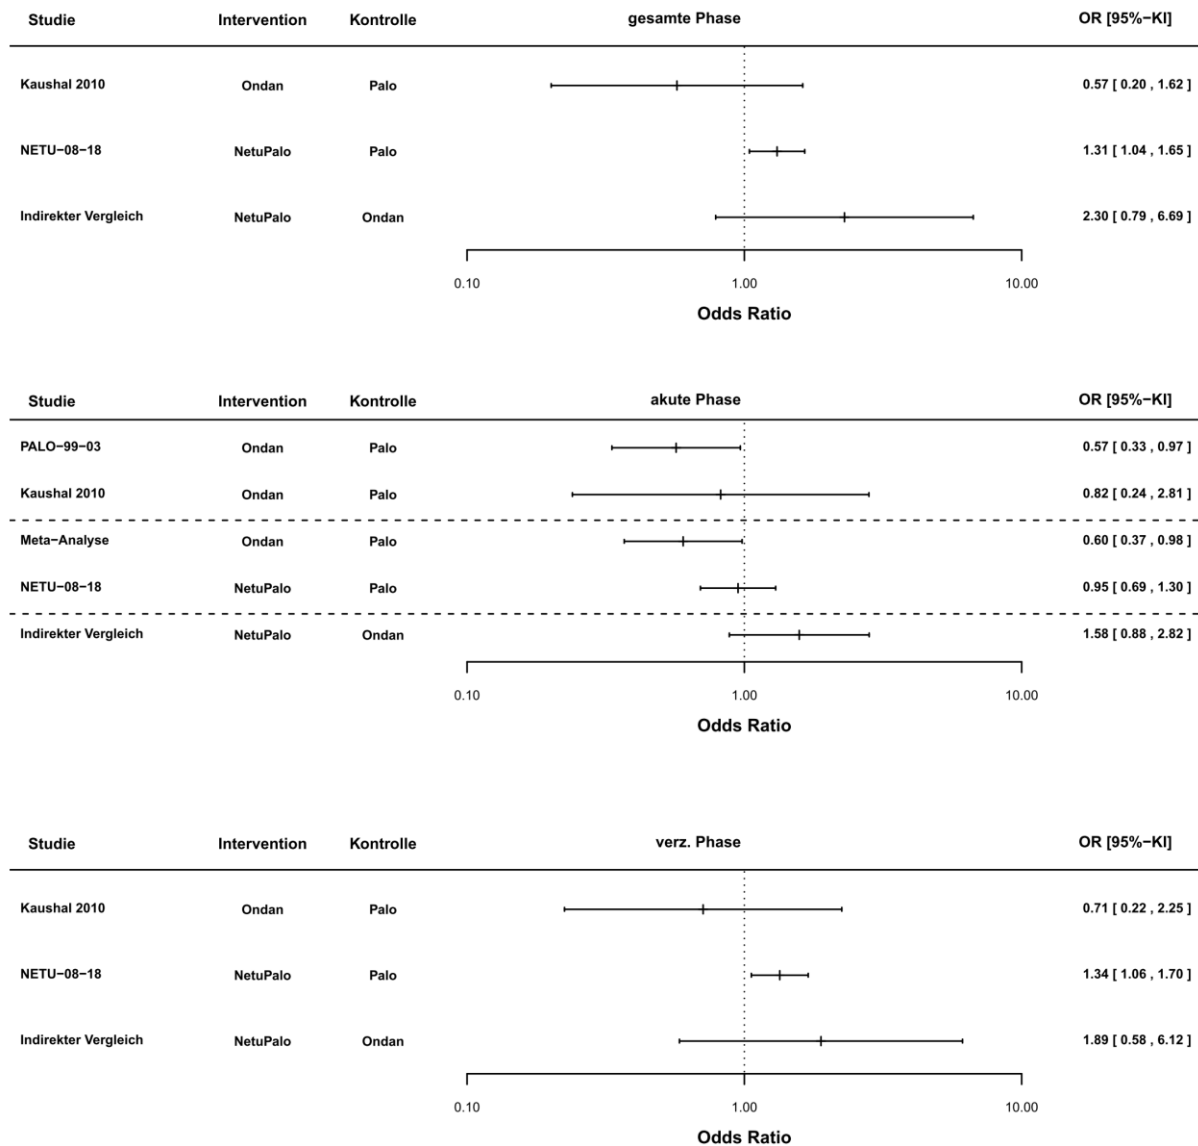 Studie Intervention Kontrolle gesamte Phase OR [95%−KI]
Kaushal 2010 Ondan Palo 0.57 [ 0.20 , 1.62 ]
NETU−08−18 NetuPalo Palo 1.31 [ 1.04 , 1.65 ]
Indirekter Vergleich NetuPalo Ondan 2.30 [ 0.79 , 6.69 ]
0.10 1.00 10.00
Odds Ratio
Studie Intervention Kontrolle akute Phase OR [95%−KI]
PALO−99−03 Ondan Palo 0.57 [ 0.33 , 0.97 ]
Kaushal 2010 Ondan Palo 0.82 [ 0.24 , 2.81 ]
Meta−Analyse Ondan Palo 0.60 [ 0.37 , 0.98 ]
NETU−08−18 NetuPalo Palo 0.95 [ 0.69 , 1.30 ]
Indirekter Vergleich NetuPalo Ondan 1.58 [ 0.88 , 2.82 ]
0.10 1.00 10.00
Odds Ratio
Studie Intervention Kontrolle verz. Phase OR [95%−KI]
Kaushal 2010 Ondan Palo 0.71 [ 0.22 , 2.25 ]
NETU−08−18 NetuPalo Palo 1.34 [ 1.06 , 1.70 ]
Indirekter Vergleich NetuPalo Ondan 1.89 [ 0.58 , 6.12 ]
0.10 1.00 10.00
Odds Ratio